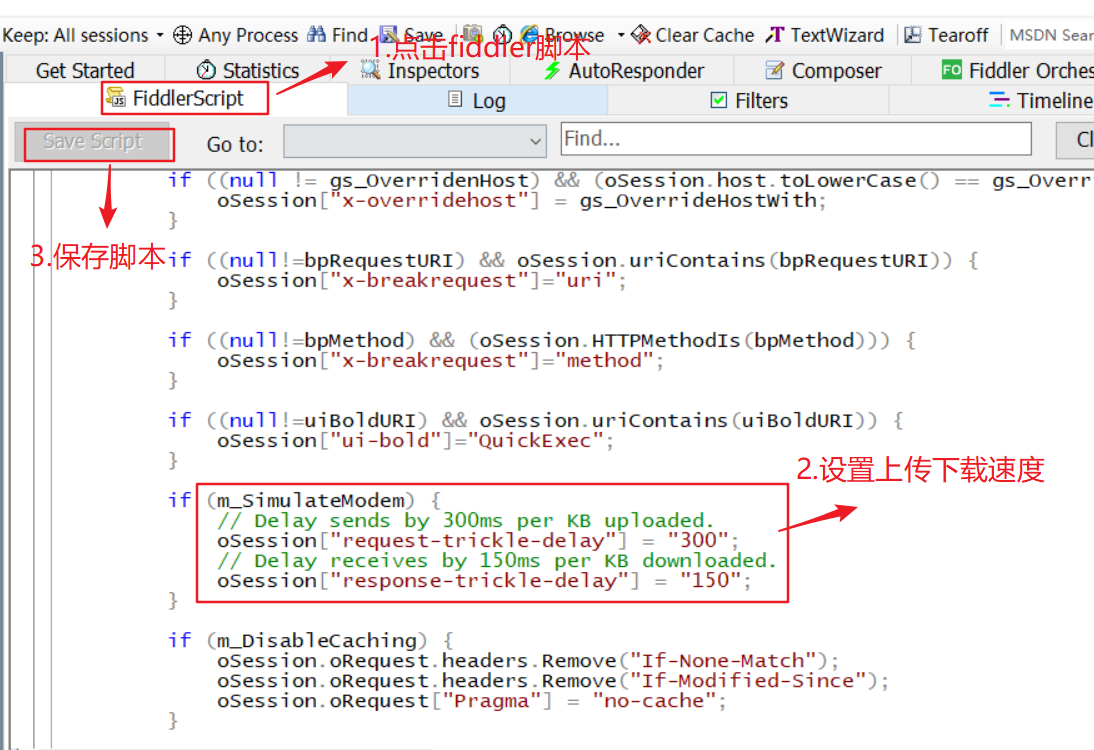 Keep: All sessions Any Process Find Save Browse Clear Cache TextWizard Tearoff MSDN Sear
1.点击fiddler脚本
Get Started Statistics Inspectors AutoResponder Composer FO Fiddler Orches
FiddlerScript Log Filters Timeline
Save Script Go to: Find... Cl
if ((null != gs_OverridenHost) && (oSession.host.toLowerCase() == gs_Overri
oSession["x-overridehost"] = gs_OverrideHostWith;
}
3.保存脚本
if ((null!=bpRequestURI) && oSession.uriContains(bpRequestURI)) {
oSession["x-breakrequest"]="uri";
}
if ((null!=bpMethod) && (oSession.HTTPMethodIs(bpMethod))) {
oSession["x-breakrequest"]="method";
}
if ((null!=uiBoldURI) && oSession.uriContains(uiBoldURI)) {
oSession["ui-bold"]="QuickExec";
}
2.设置上传下载速度
if (m_SimulateModem) {
// Delay sends by 300ms per KB uploaded.
oSession["request-trickle-delay"] = "300";
// Delay receives by 150ms per KB downloaded.
oSession["response-trickle-delay"] = "150";
}
if (m_DisableCaching) {
oSession.oRequest.headers.Remove("If-None-Match");
oSession.oRequest.headers.Remove("If-Modified-Since");
oSession.oRequest["Pragma"] = "no-cache";
}